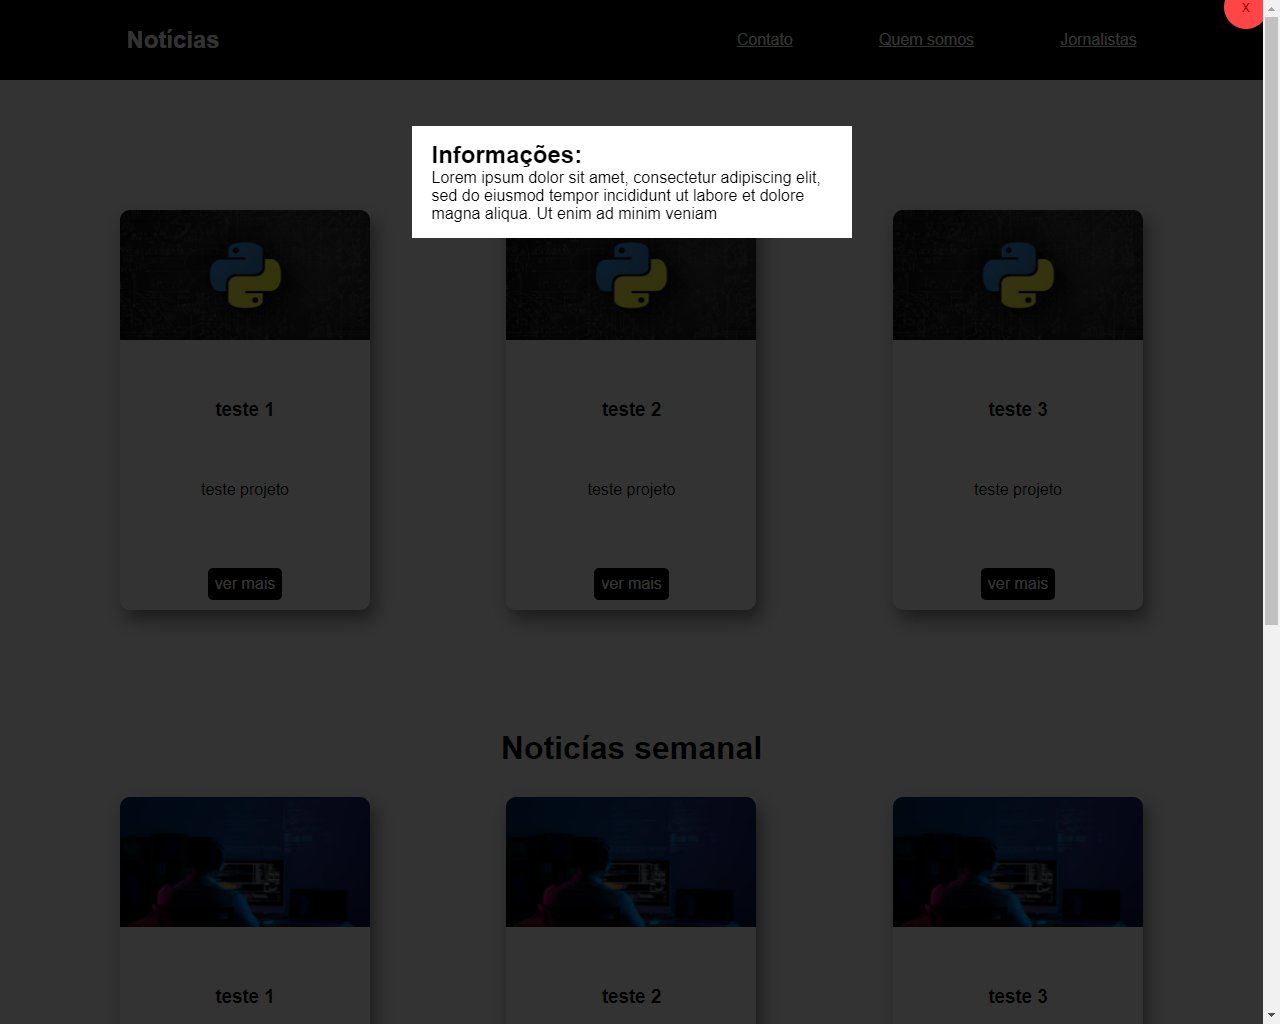 X
Notícias
Contato
Quem somos
Jornalistas
Informações:
Lorem ipsum dolor sit amet, consectetur adipiscing elit,
sed do eiusmod tempor incididunt ut labore et dolore
magna aliqua. Ut enim ad minim veniam
teste 1
teste 2
teste 3
teste projeto
teste projeto
teste projeto
ver mais
ver mais
ver mais
Noticías semanal
teste 1
teste 2
teste 3